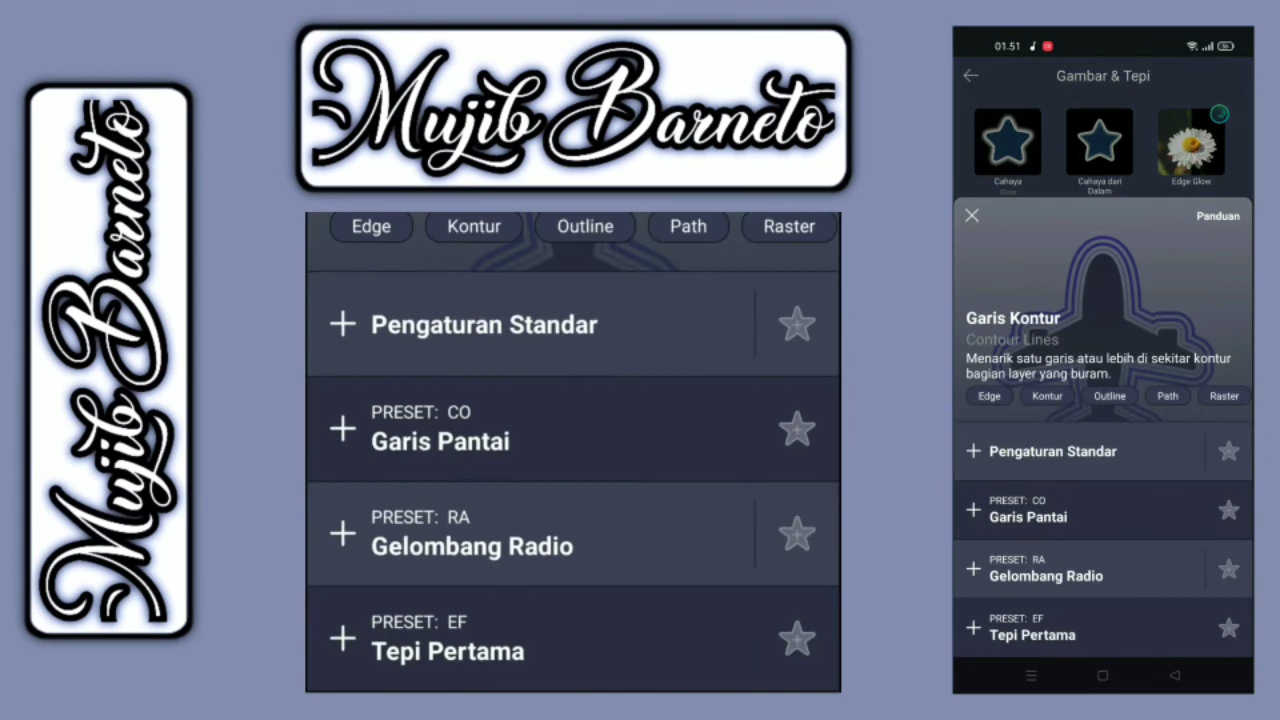 Mujib Barneto
Mujib Barneto
Edge Kontur Outline Path Raster
Pengaturan Standar
PRESET: CO
Garis Pantai
PRESET: RA
Gelombang Radio
PRESET: EF
Tepi Pertama
01.51
Gambar & Tepi
Cahaya
Glow
Cahaya dari
Dalam
Edge Glow
Panduan
Garis Kontur
Contour Lines
Menarik satu garis atau lebih di sekitar kontur
bagian layer yang buram.
Edge Kontur Outline Path Raster
Pengaturan Standar
PRESET: CO
Garis Pantai
PRESET: RA
Gelombang Radio
PRESET: EF
Tepi Pertama